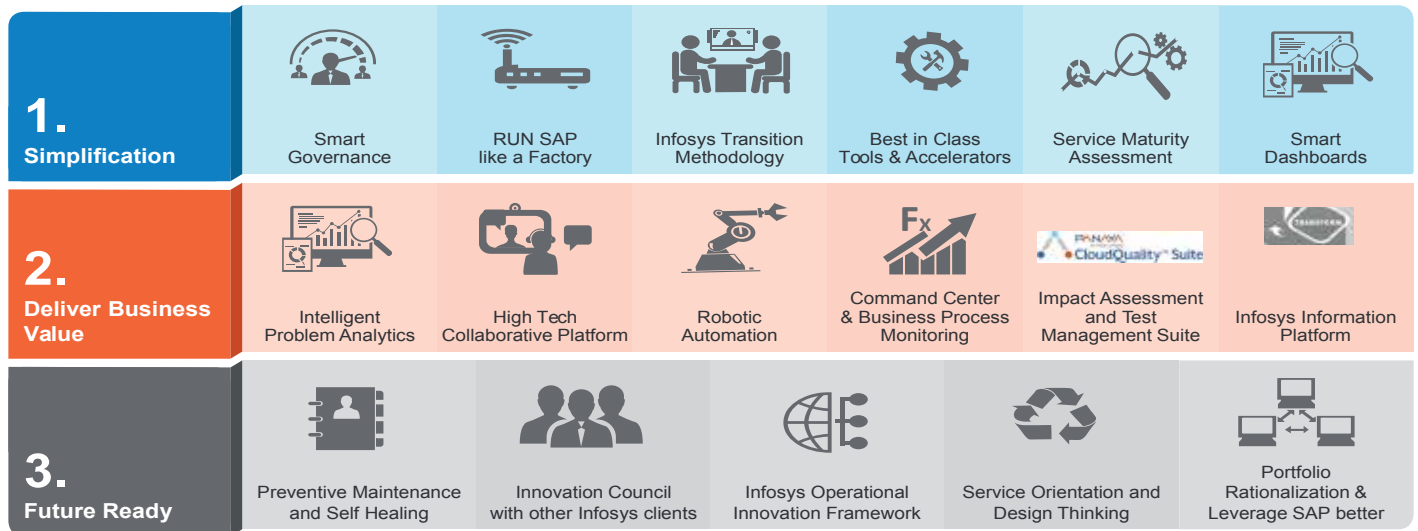 1.
Simplification
Smart
Governance
RUN SAP
like a Factory
Infosys Transition
Methodology
Best in Class
Tools & Accelerators
Service Maturity
Assessment
Smart
Dashboards
2.
Deliver Business
Value
Intelligent
Problem Analytics
High Tech
Collaborative Platform
Robotic
Automation
Fx
Command Center
& Business Process
Monitoring
PANAYA
CloudQuality™ Suite
Impact Assessment
and Test
Management Suite
Infosys Information
Platform
3.
Future Ready
Preventive Maintenance
and Self Healing
Innovation Council
with other Infosys clients
Infosys Operational
Innovation Framework
Service Orientation and
Design Thinking
Portfolio
Rationalization &
Leverage SAP better